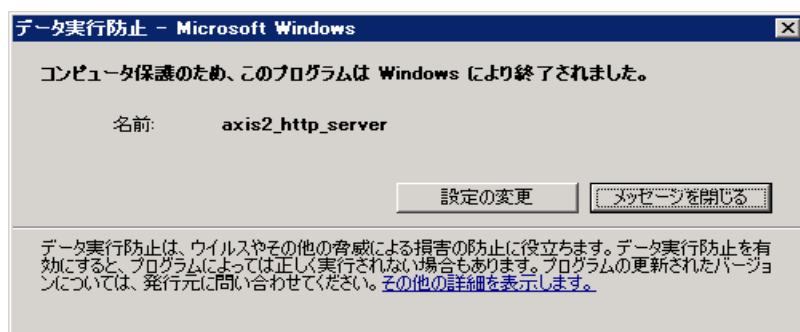 データ実行防止 - Microsoft Windows
コンピュータ保護のため、このプログラムは Windows により終了されました。
名前: axis2_http_server
設定の変更 メッセージを閉じる
データ実行防止は、ウイルスやその他の脅威による損害の防止に役立ちます。データ実行防止を有
効にすると、プログラムによっては正しく実行されない場合もあります。プログラムの更新されたバージョ
ンについては、発行元に問い合わせてください。その他の詳細を表示します。